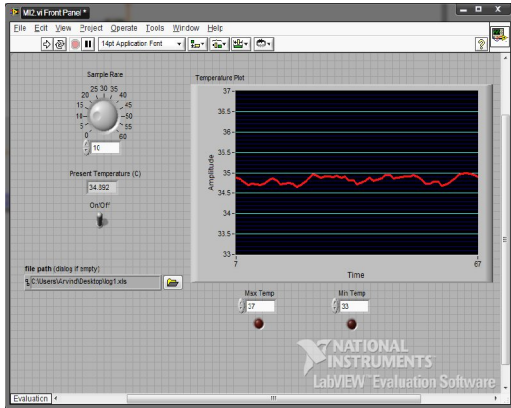 MI2.vi Front Panel *
File Edit View Project Operate Tools Window Help
14pt Application Font
Sample Rate
0 5 10 15 20 25 30 35 40 45 50 55 60
10
Present Temperature (C)
34.892
On/Off
file path (dialog if empty)
C:\Users\Arvind\Desktop\log1.xls
Temperature Plot
Amplitude
37
36.5
36
35.5
35
34.5
34
33.5
33
7 67
Time
Max Temp Min Temp
37 33
NATIONAL
INSTRUMENTS
LabVIEW™ Evaluation Software
Evaluation